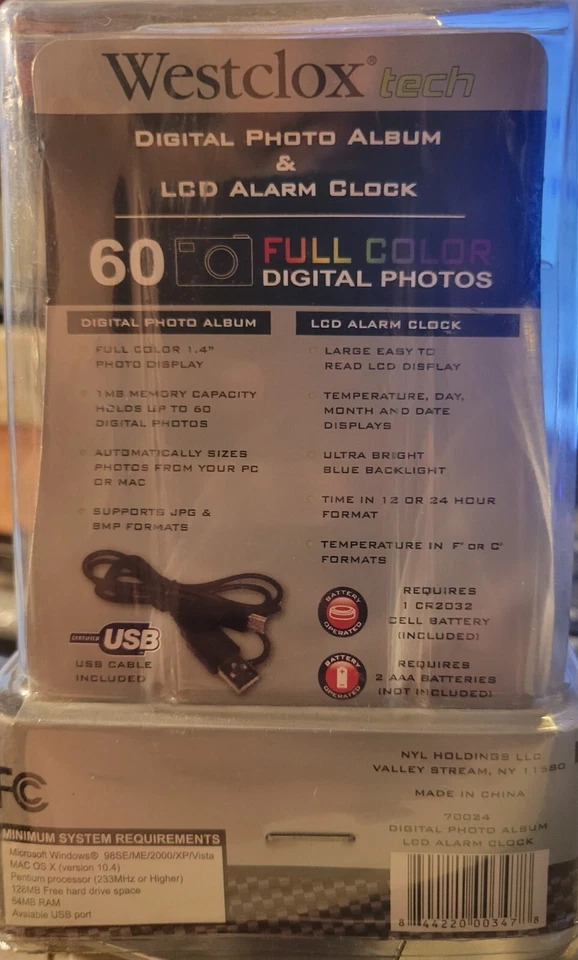 Westclox® tech
DIGITAL PHOTO ALBUM
&
LCD ALARM CLOCK
60 FULL COLOR
DIGITAL PHOTOS
DIGITAL PHOTO ALBUM
FULL COLOR 1.4"
PHOTO DISPLAY
1MB MEMORY CAPACITY
HOLDS UP TO 60
DIGITAL PHOTOS
AUTOMATICALLY SIZES
PHOTOS FROM YOUR PC
OR MAC
SUPPORTS JPG &
BMP FORMATS
CERTIFIED USB
USB CABLE
INCLUDED
LCD ALARM CLOCK
LARGE EASY TO
READ LCD DISPLAY
TEMPERATURE, DAY,
MONTH AND DATE
DISPLAYS
ULTRA BRIGHT
BLUE BACKLIGHT
TIME IN 12 OR 24 HOUR
FORMAT
TEMPERATURE IN F° OR C°
FORMATS
BATTERY
OPERATED
REQUIRES
1 CR2032
CELL BATTERY
(INCLUDED)
BATTERY
OPERATED
REQUIRES
2 AAA BATTERIES
(NOT INCLUDED)
FC
MINIMUM SYSTEM REQUIREMENTS
Microsoft Windows® 98SE/ME/2000/XP/Vista
MAC OS X (version 10.4)
Pentium processor (233MHz or Higher)
128MB Free hard drive space
64MB RAM
Avaiable USB port
NYL HOLDINGS LLC
VALLEY STREAM, NY 11580
MADE IN CHINA
70024
DIGITAL PHOTO ALBUM
LCD ALARM CLOCK
8 44220 00347 8